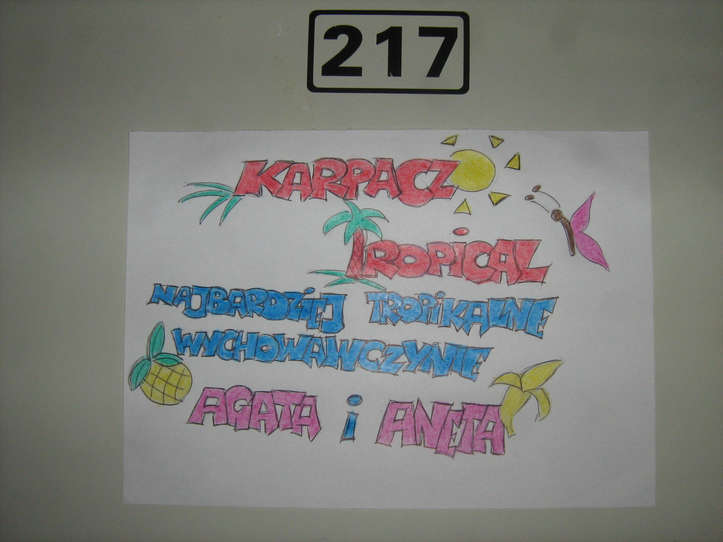 217
KARPACZ
TROPiCAL
NAJBARDZiEJ TROPiKALNE
WYCHOWAWCZYNIE
AGATA i ANETA